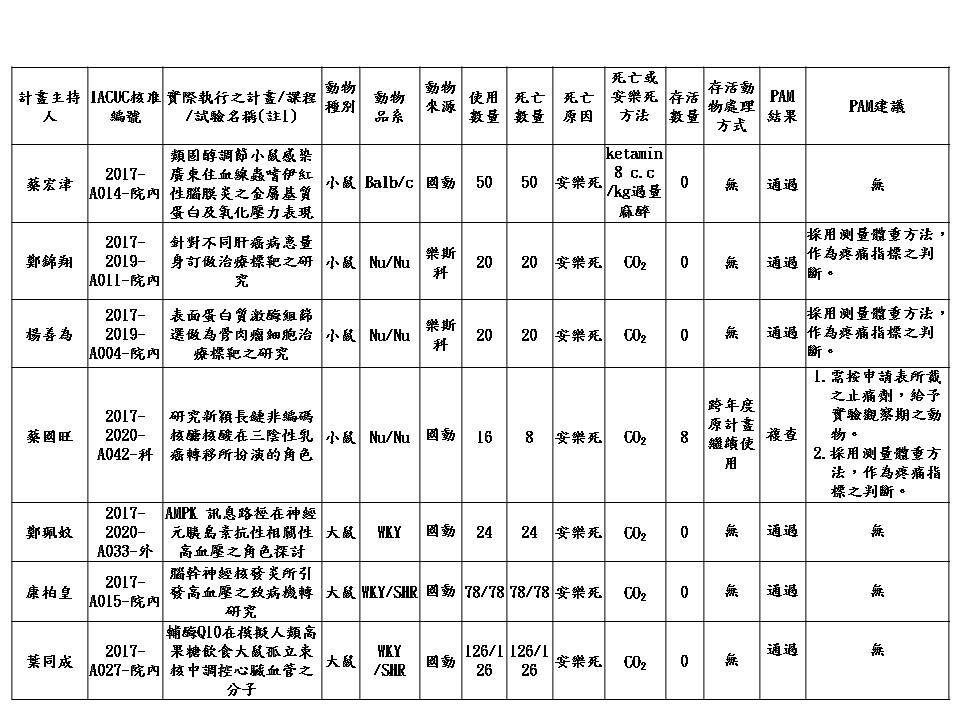 計畫主持人
IACUC核准編號
實際執行之計畫/課程/試驗名稱(註1)
動物種別
動物品系
動物來源
使用數量
死亡數量
死亡原因
死亡或安樂死方法
存活數量
存活動物處理方式
PAM結果
PAM建議
蔡宏津
2017-
A014-院內
類固醇調節小鼠感染
廣東住血線蟲嗜伊紅
性腦膜炎之金屬基質
蛋白及氧化壓力表現
小鼠
Balb/c
國動
50
50
安樂死
ketamin
8 c.c
/kg過量
麻醉
0
無
通過
無
鄭錦翔
2017-
2019-
A011-院內
針對不同肝癌病患量
身訂做治療標靶之研
究
小鼠
Nu/Nu
樂斯
科
20
20
安樂死
CO₂
0
無
通過
採用測量體重方法，
作為疼痛指標之判
斷。
楊善為
2017-
2019-
A004-院內
表面蛋白質激酶組篩
選做為骨肉瘤細胞治
療標靶之研究
小鼠
Nu/Nu
樂斯
科
20
20
安樂死
CO₂
0
無
通過
採用測量體重方法，
作為疼痛指標之判
斷。
蔡國旺
2017-
2020-
A042-科
研究新穎長鏈非編碼
核醣核酸在三陰性乳
癌轉移所扮演的角色
小鼠
Nu/Nu
國動
16
8
安樂死
CO₂
8
跨年度
原計畫
繼續使
用
複查
1.需按申請表所載
之止痛劑，給予
實驗觀察期之動
物。
2.採用測量體重方
法，作為疼痛指
標之判斷。
鄭珮妏
2017-
2020-
A033-外
AMPK 訊息路徑在神經
元胰島素抗性相關性
高血壓之角色探討
大鼠
WKY
國動
24
24
安樂死
CO₂
0
無
通過
無
康柏皇
2017-
A015-院內
腦幹神經核發炎所引
發高血壓之致病機轉
研究
大鼠
WKY/SHR
國動
78/78
78/78
安樂死
CO₂
0
無
通過
無
葉同成
2017-
A027-院內
輔酶Q10在模擬人類高
果糖飲食大鼠孤立束
核中調控心臟血管之
分子
大鼠
WKY
/SHR
國動
126/1
26
126/1
26
安樂死
CO₂
0
無
通過
無